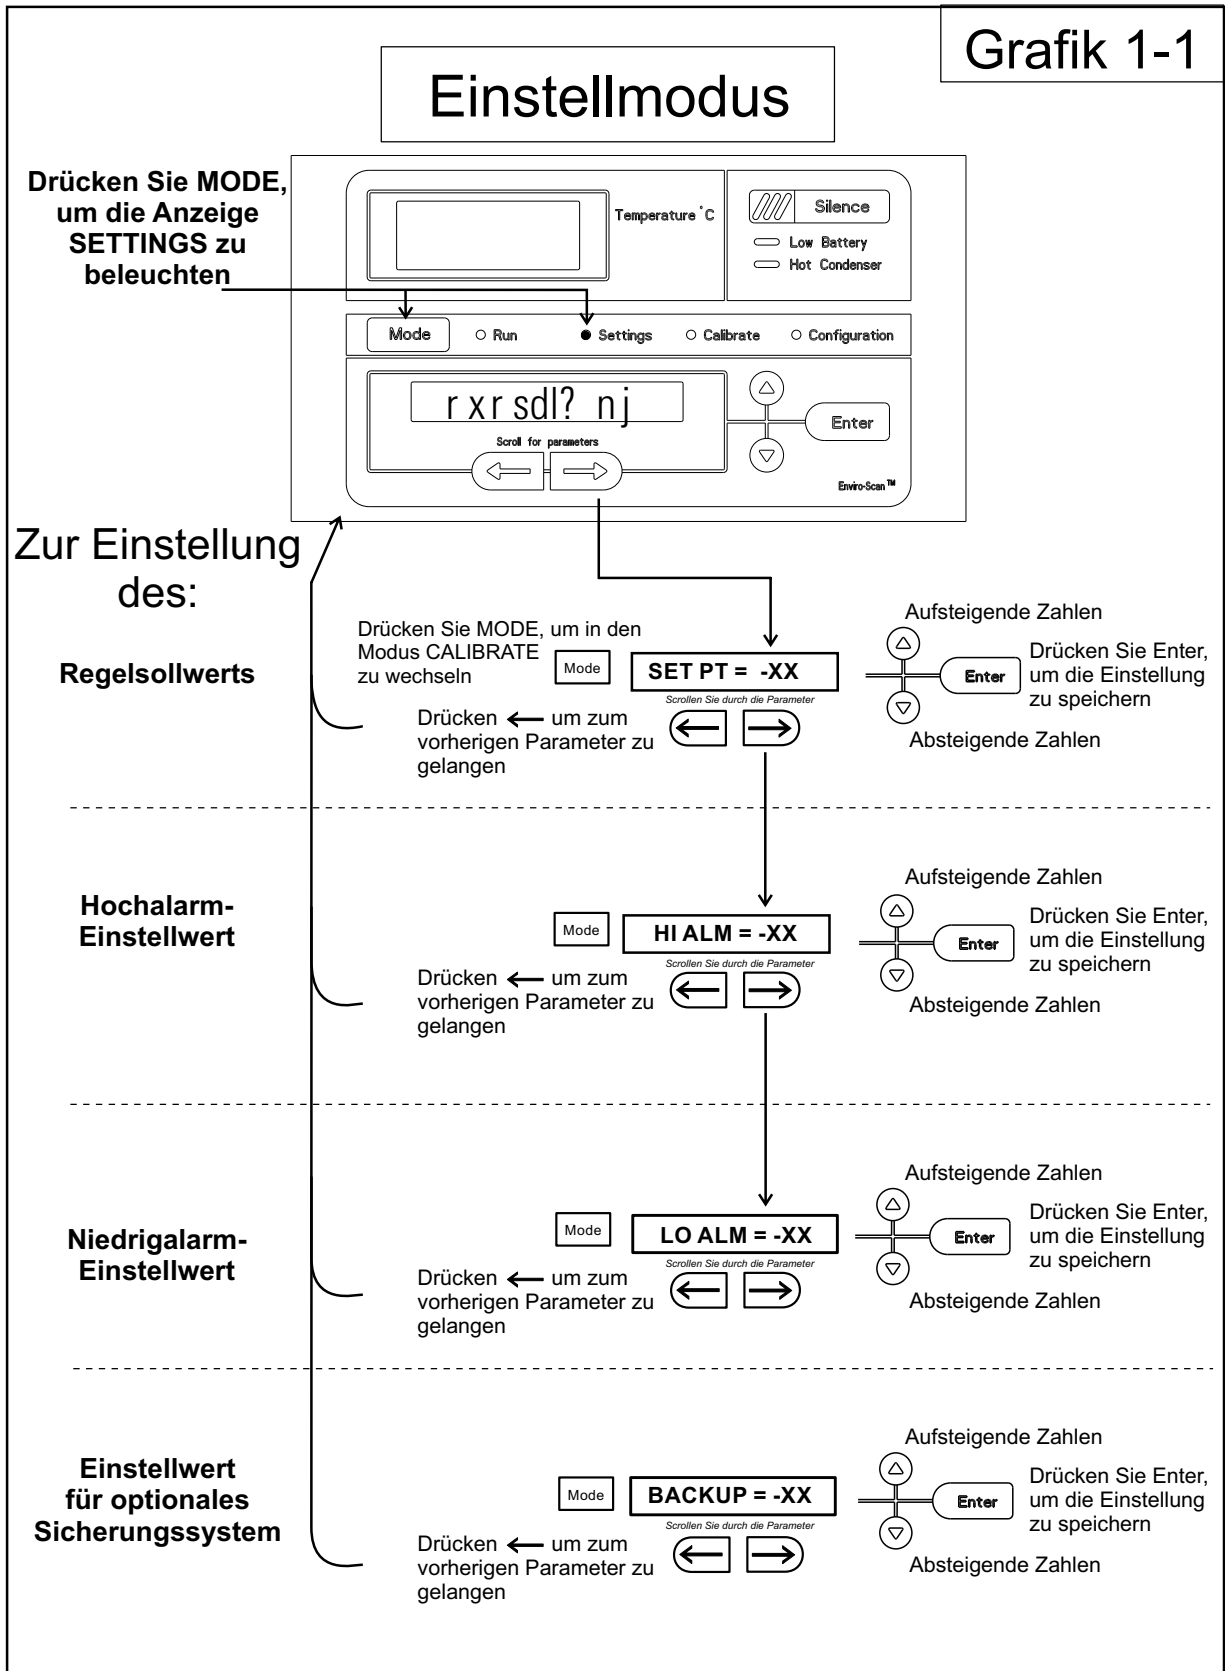 Grafik 1-1
Einstellmodus
Drücken Sie MODE,
um die Anzeige
SETTINGS zu
beleuchten
Temperature °C
Silence
Low Battery
Hot Condenser
Mode
Run
Settings
Calibrate
Configuration
r x r sdl? nj
Scroll for parameters
Enter
Enviro-Scan ™
Zur Einstellung
des:
Regelsollwerts
Drücken Sie MODE, um in den
Modus CALIBRATE
zu wechseln
Mode
SET PT = -XX
Scrollen Sie durch die Parameter
Drücken ← um zum
vorherigen Parameter zu
gelangen
Aufsteigende Zahlen
Enter
Drücken Sie Enter,
um die Einstellung
zu speichern
Absteigende Zahlen
Hochalarm-
Einstellwert
Mode
HI ALM = -XX
Scrollen Sie durch die Parameter
Drücken ← um zum
vorherigen Parameter zu
gelangen
Aufsteigende Zahlen
Enter
Drücken Sie Enter,
um die Einstellung
zu speichern
Absteigende Zahlen
Niedrigalarm-
Einstellwert
Mode
LO ALM = -XX
Scrollen Sie durch die Parameter
Drücken ← um zum
vorherigen Parameter zu
gelangen
Aufsteigende Zahlen
Enter
Drücken Sie Enter,
um die Einstellung
zu speichern
Absteigende Zahlen
Einstellwert
für optionales
Sicherungssystem
Mode
BACKUP = -XX
Scrollen Sie durch die Parameter
Drücken ← um zum
vorherigen Parameter zu
gelangen
Aufsteigende Zahlen
Enter
Drücken Sie Enter,
um die Einstellung
zu speichern
Absteigende Zahlen